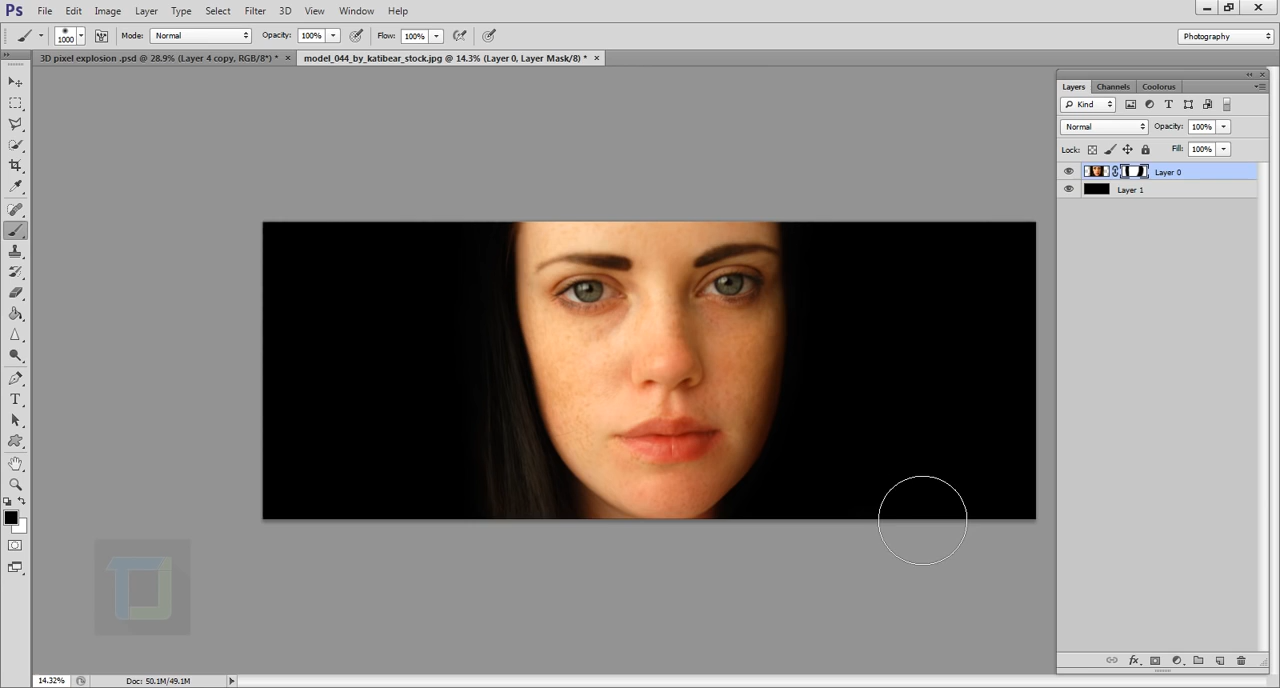 Ps File Edit Image Layer Type Select Filter 3D View Window Help
1000 Mode: Normal Opacity: 100% Flow: 100% Photography
3D pixel explosion .psd @ 28.9% (Layer 4 copy, RGB/8*) * × model_044_by_katibear_stock.jpg @ 14.3% (Layer 0, Layer Mask/8) * ×
Layers Channels Coolorus
Kind
Normal Opacity: 100%
Lock: Fill: 100%
Layer 0
Layer 1
fx
14.32% Doc: 50.1M/49.1M